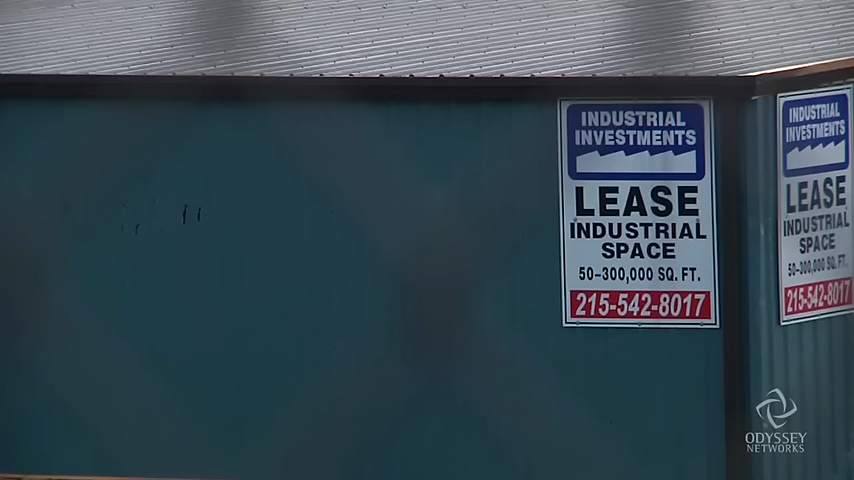 INDUSTRIAL
INVESTMENTS
LEASE
INDUSTRIAL
SPACE
50-300,000 SQ. FT.
215-542-8017
INDUSTRIAL
INVESTMENTS
LEASE
INDUSTRIAL
SPACE
50-300,000 SQ. FT.
215-542-8017
ODYSSEY
NETWORKS